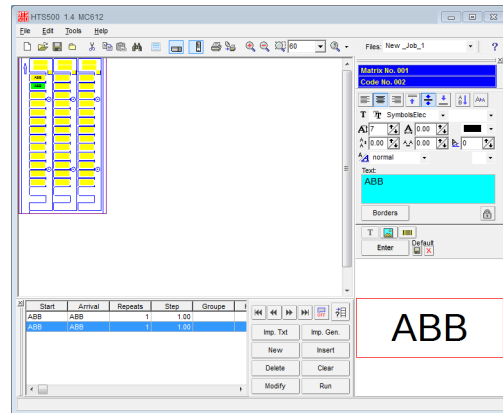 HTS500 1.4 MC612
File Edit Tools Help
60 Files: New _Job_1 ?
Matrix No. 001
Code No. 002
T SymbolsElec
7 0.00
0.00 0.00 0
normal
Text:
ABB
Borders
T
Enter Default
ABB
ABB
Start Arrival Repeats Step Groupe
ABB ABB 1 1.00
ABB ABB 1 1.00
Imp. Txt Imp. Gen.
New Insert
Delete Clear
Modify Run
ABB